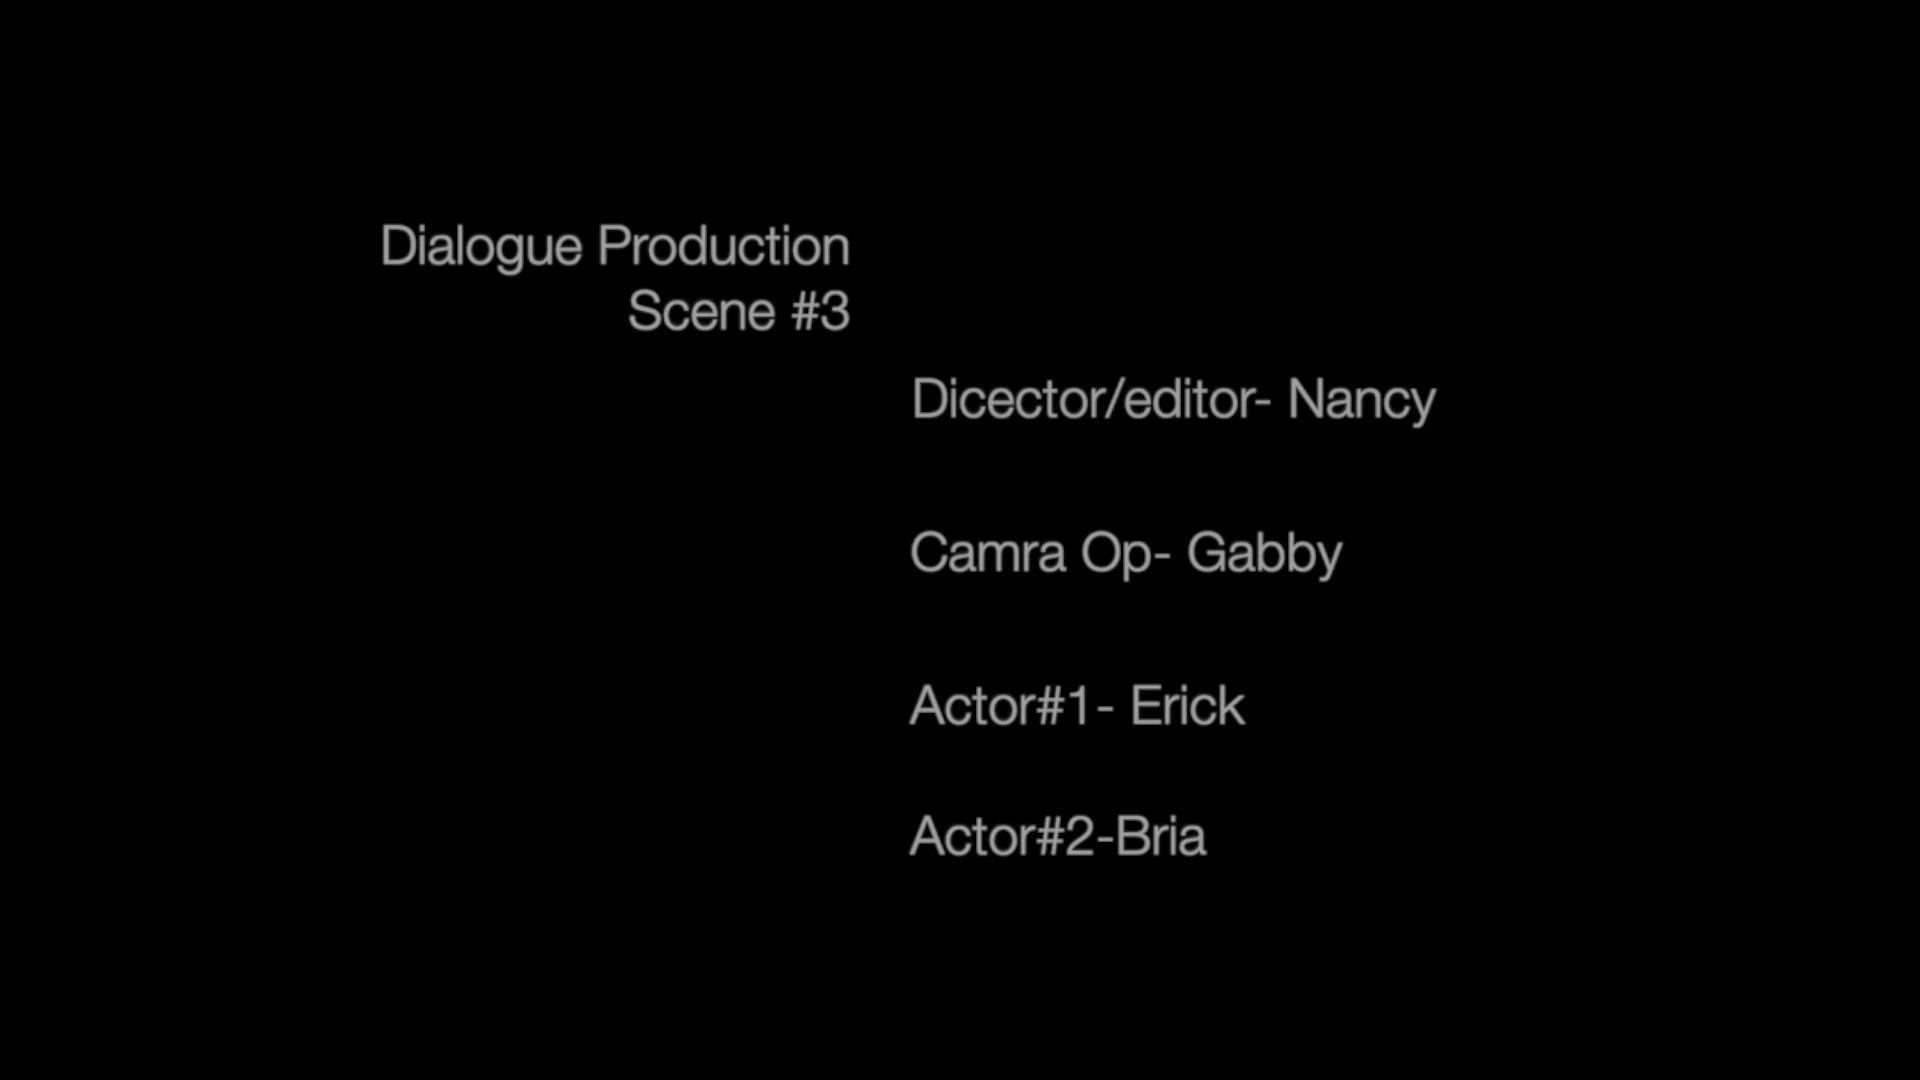 Dialogue Production
Scene #3
Dicector/editor- Nancy
Camra Op- Gabby
Actor#1- Erick
Actor#2-Bria